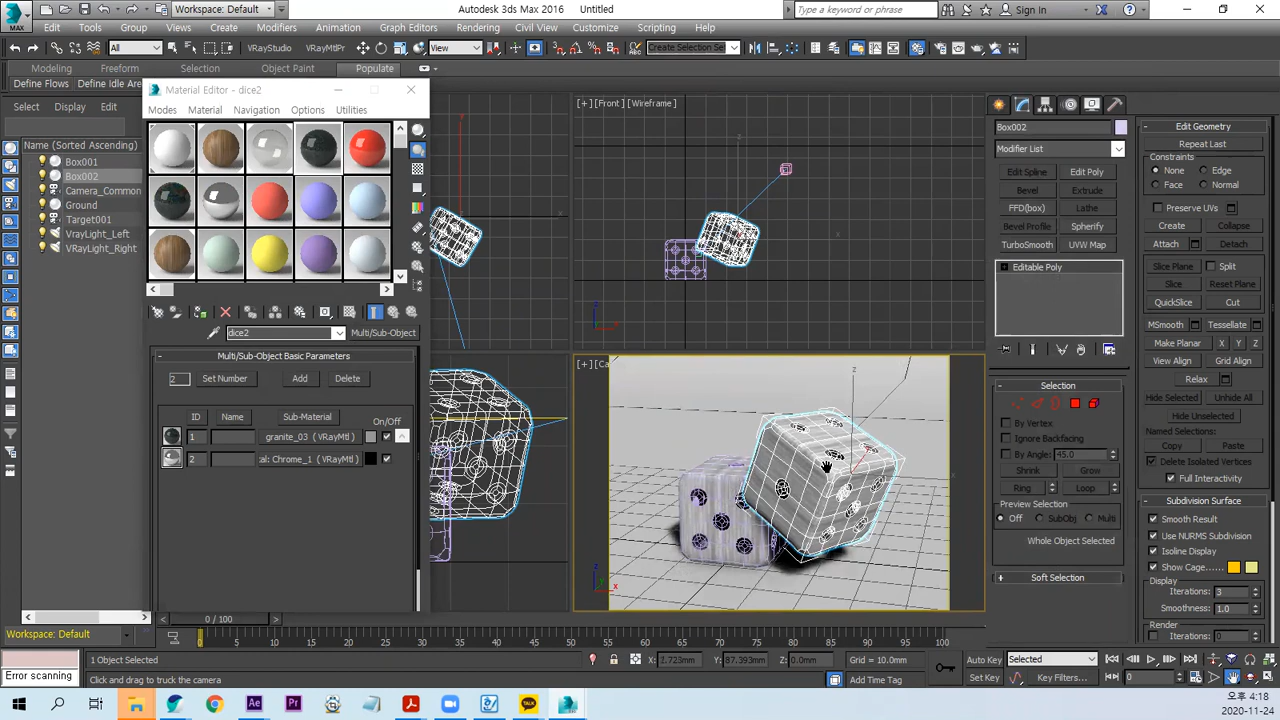 Workspace: Default
Autodesk 3ds Max 2016 Untitled
Type a keyword or phrase
Sign In
MAX
Edit Tools Group Views Create Modifiers Animation Graph Editors Rendering Civil View Customize Scripting Help
All
VRayStudios VRayMtlPr
View
Create Selection Set
Modeling Freeform Selection Object Paint Populate
Define Flows Define Idle Are
Select Display Edit
Name (Sorted Ascending)
Box001
Box002
Camera_Common
Ground
Target001
VrayLight_Left
VrayLight_Right
Material Editor - dice2
Modes Material Navigation Options Utilities
dice2
Multi/Sub-Object
Multi/Sub-Object Basic Parameters
2 Set Number Add Delete
ID Name Sub-Material On/Off
1 granite_03 ( VRayMtl )
2 al: Chrome_1 ( VRayMtl )
[+][Front ][Wireframe ]
[+][Ca
z
x
Box002
Modifier List
Edit Spline Edit Poly
Bevel Extrude
FFD(box) Lathe
Bevel Profile Spherify
TurboSmooth UVW Map
Editable Poly
Selection
By Vertex
Ignore Backfacing
By Angle: 45.0
Shrink Grow
Ring Loop
Preview Selection
Off SubObj Multi
Whole Object Selected
Soft Selection
Edit Geometry
Repeat Last
Constraints
None Edge
Face Normal
Preserve UVs
Create Collapse
Attach Detach
Slice Plane Split
Slice Reset Plane
QuickSlice Cut
MSmooth Tessellate
Make Planar X Y Z
View Align Grid Align
Relax
Hide Selected Unhide All
Hide Unselected
Named Selections:
Copy Paste
Delete Isolated Vertices
Full Interactivity
Subdivision Surface
Smooth Result
Use NURMS Subdivision
Isoline Display
Show Cage......
Display
Iterations: 3
Smoothness: 1.0
Render
Iterations: 0
0 / 100
Workspace: Default
0 5 10 15 20 25 30 35 40 45 50 55 60 65 70 75 80 85 90 95 100
Error scanning
1 Object Selected
Click and drag to truck the camera
X: 1.723mm Y: 87.393mm Z: 0.0mm Grid = 10.0mm
Add Time Tag
Auto Key Selected
Set Key Key Filters...
0
오후 4:18
2020-11-24